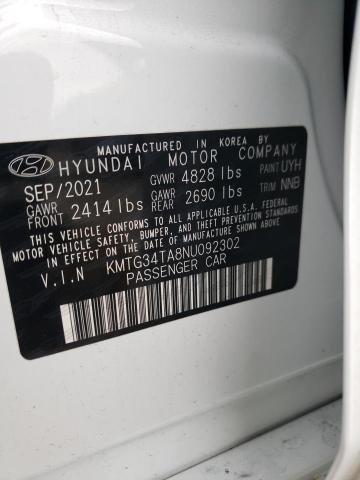 MANUFACTURED IN KOREA BY
HYUNDAI MOTOR COMPANY
SEP/2021 GVWR 4828 lbs PAINT UYH
GAWR FRONT 2414 lbs GAWR REAR 2690 lbs TRIM NNB
THIS VEHICLE CONFORMS TO ALL APPLICABLE U.S.A. FEDERAL
MOTOR VEHICLE SAFETY, BUMPER, AND THEFT PREVENTION STANDARDS
IN EFFECT ON THE DATE OF MANUFACTURE SHOWN ABOVE.
V.I.N KMTG34TA8NU092302
PASSENGER CAR